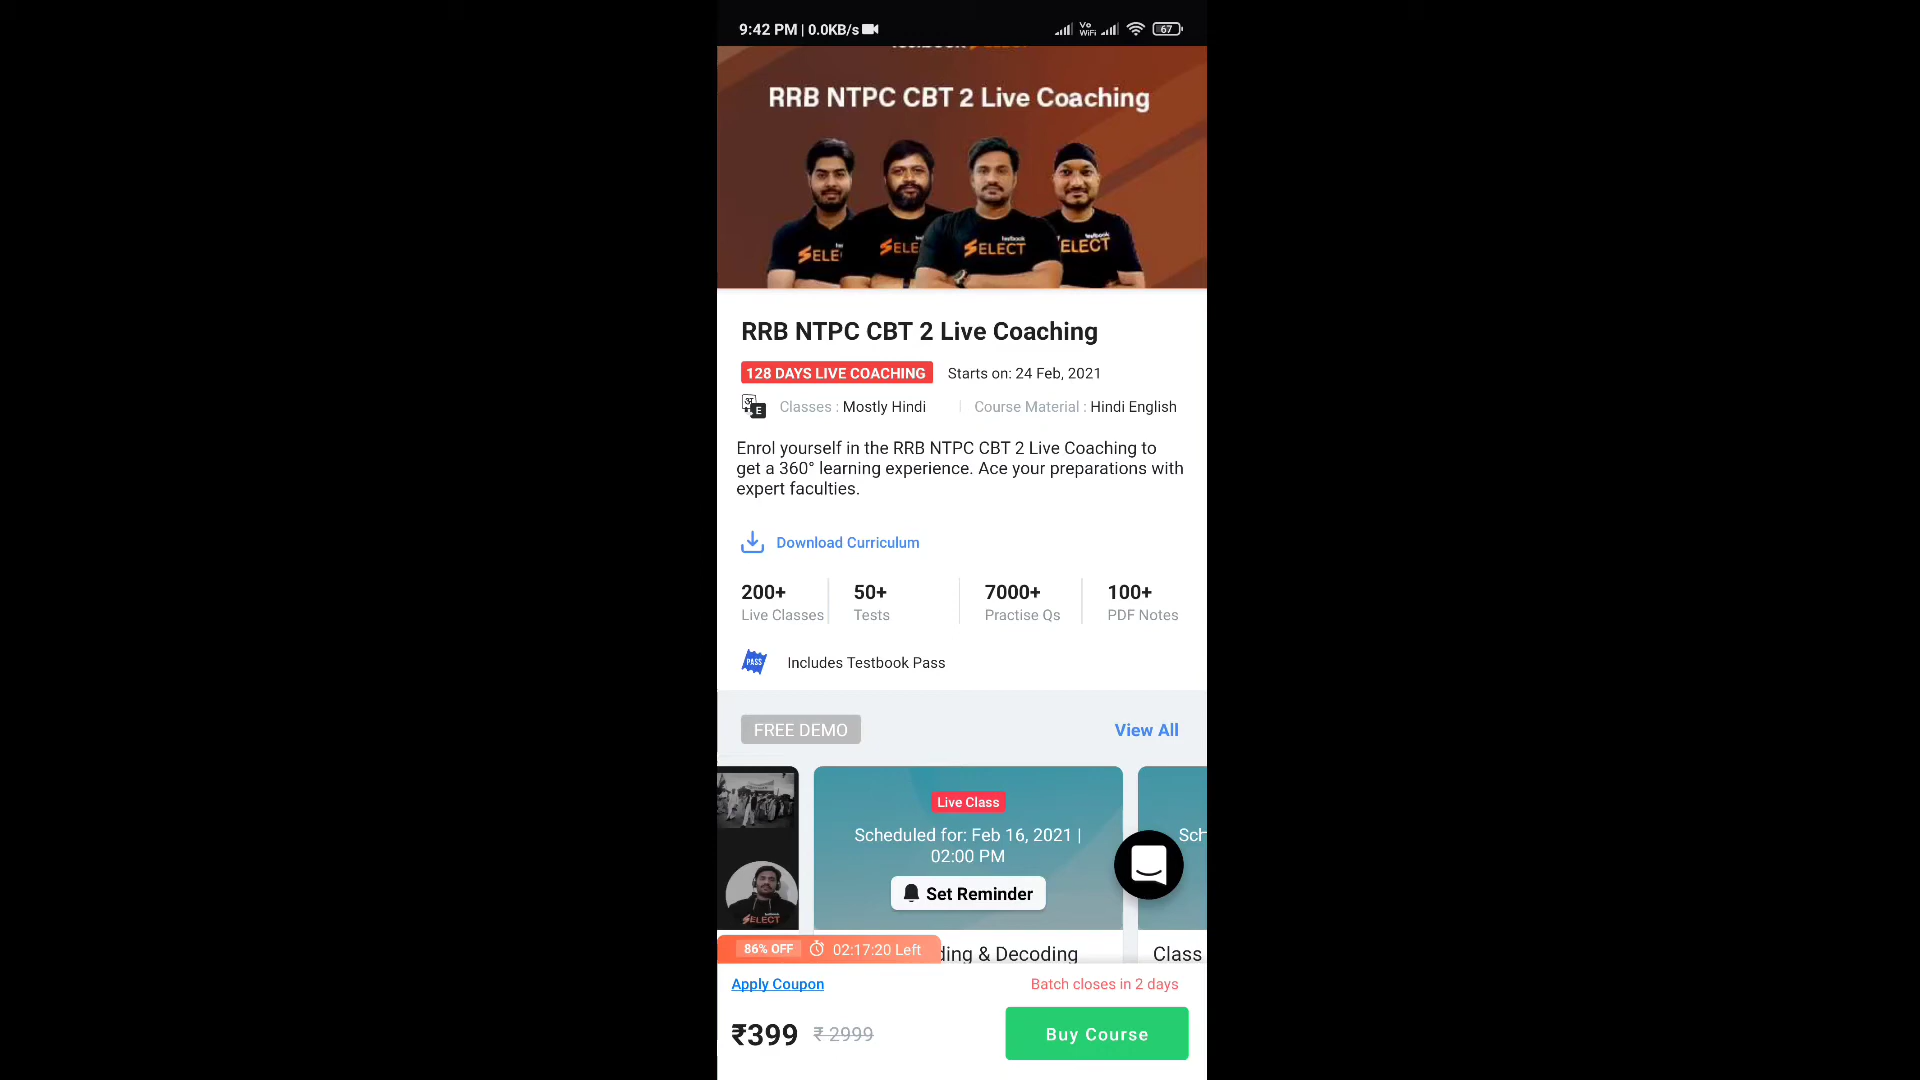 9:42 PM | 0.0KB/s
Vo
WiFi
67
RRB NTPC CBT 2 Live Coaching
testbook
SELECT
testbook
ELECT
RRB NTPC CBT 2 Live Coaching
128 DAYS LIVE COACHING Starts on: 24 Feb, 2021
अ E Classes : Mostly Hindi Course Material : Hindi English
Enrol yourself in the RRB NTPC CBT 2 Live Coaching to
get a 360° learning experience. Ace your preparations with
expert faculties.
Download Curriculum
200+ 50+ 7000+ 100+
Live Classes Tests Practise Qs PDF Notes
PASS Includes Testbook Pass
FREE DEMO View All
Live Class
Scheduled for: Feb 16, 2021 |
02:00 PM
Set Reminder
SELECT
86% OFF 02:17:20 Left
ding & Decoding Class
Apply Coupon Batch closes in 2 days
₹399 ₹ 2999 Buy Course